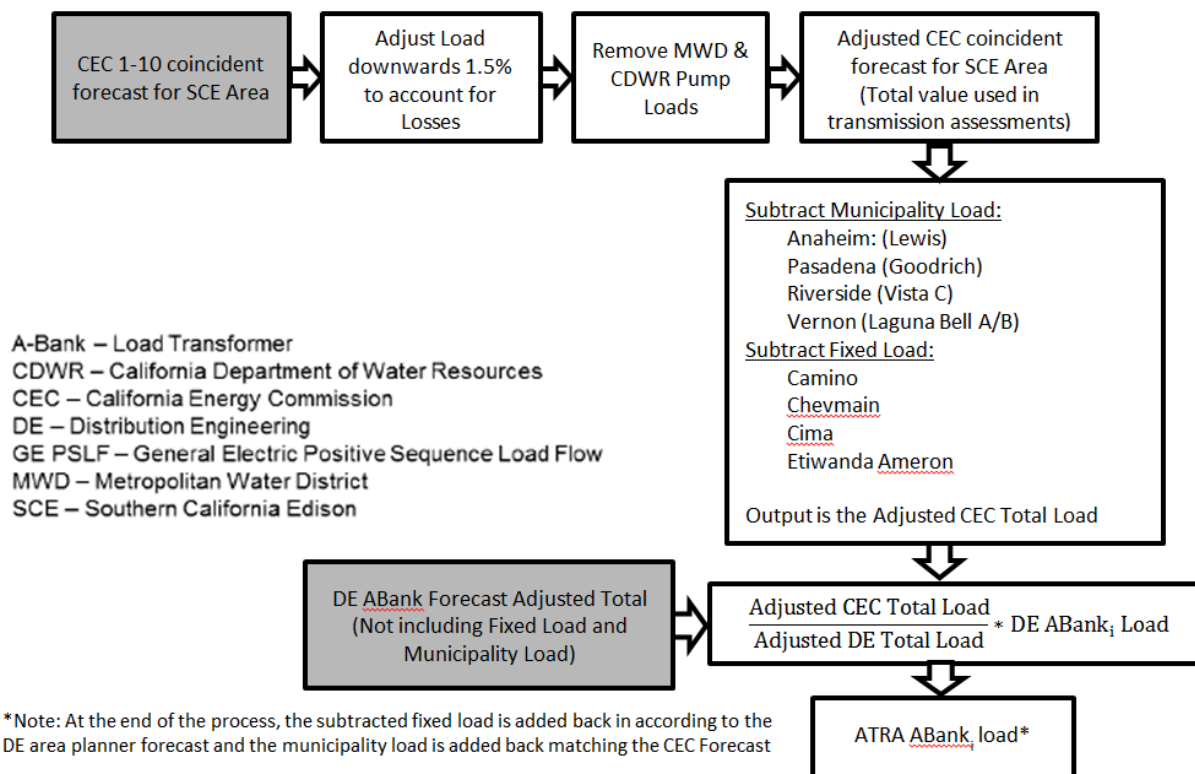 CEC 1-10 coincident
forecast for SCE Area
Adjust Load
downwards 1.5%
to account for
Losses
Remove MWD &
CDWR Pump
Loads
Adjusted CEC coincident
forecast for SCE Area
(Total value used in
transmission assessments)
Subtract Municipality Load:
Anaheim: (Lewis)
Pasadena (Goodrich)
Riverside (Vista C)
Vernon (Laguna Bell A/B)
Subtract Fixed Load:
Camino
Chevmain
Cima
Etiwanda Ameron
Output is the Adjusted CEC Total Load
A-Bank – Load Transformer
CDWR – California Department of Water Resources
CEC – California Energy Commission
DE – Distribution Engineering
GE PSLF – General Electric Positive Sequence Load Flow
MWD – Metropolitan Water District
SCE – Southern California Edison
DE ABank Forecast Adjusted Total
(Not including Fixed Load and
Municipality Load)
Adjusted CEC Total Load
Adjusted DE Total Load
* DE ABankᵢ Load
ATRA ABankᵢ load*
*Note: At the end of the process, the subtracted fixed load is added back in according to the
DE area planner forecast and the municipality load is added back matching the CEC Forecast